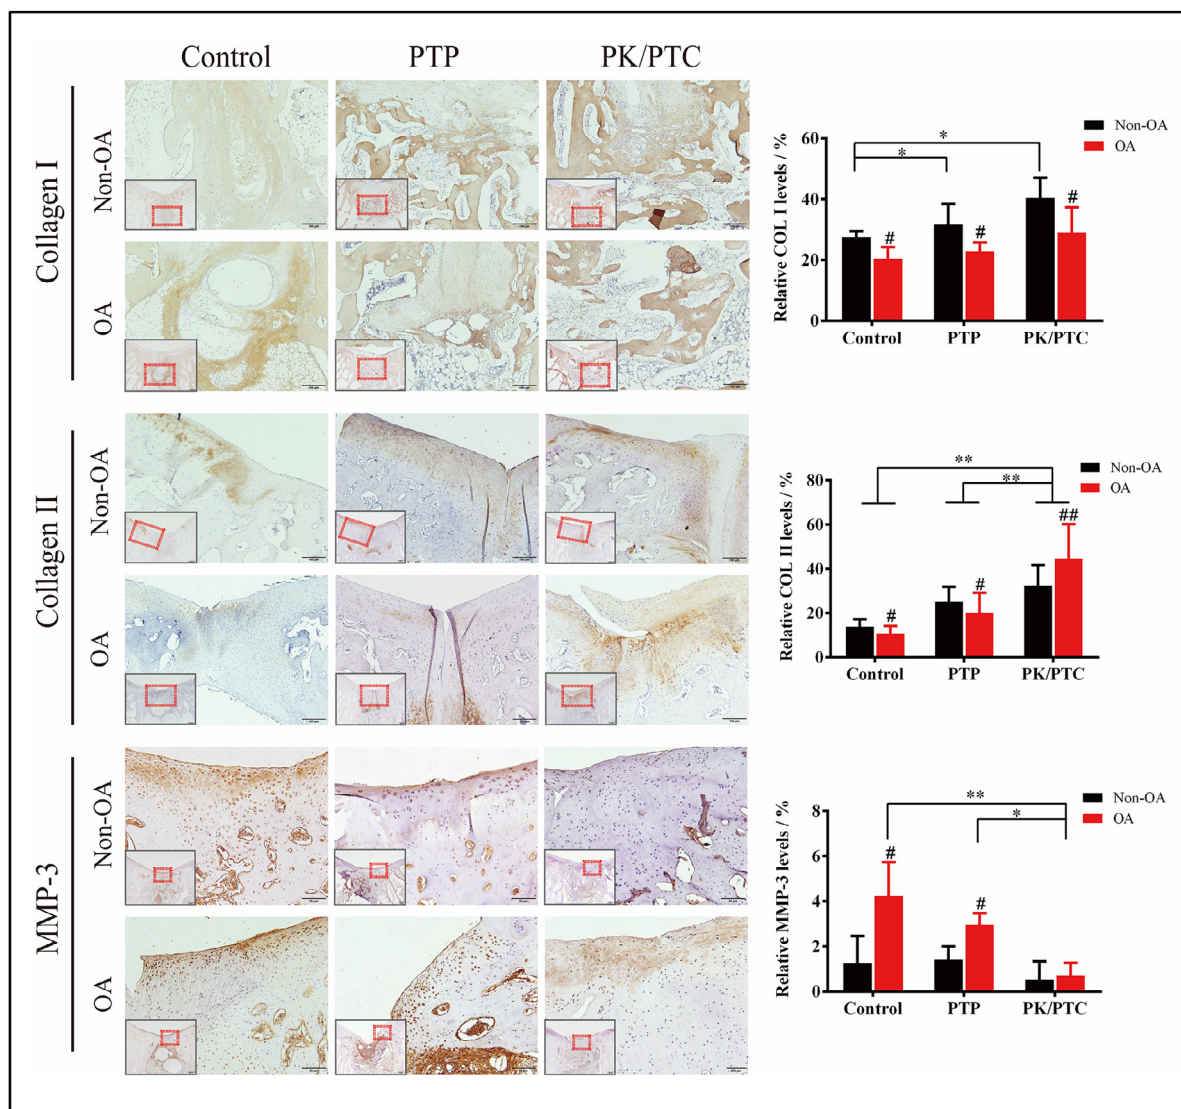 Control PTP PK/PTC
Collagen I
Non-OA
OA
Collagen II
Non-OA
OA
MMP-3
Non-OA
OA
Relative COL I levels / %
60
40
20
0
*
*
#
#
#
Non-OA
OA
Control PTP PK/PTC
Relative COL II levels / %
80
60
40
20
0
**
**
#
#
##
Non-OA
OA
Control PTP PK/PTC
Relative MMP-3 levels / %
8
6
4
2
0
**
*
#
#
Non-OA
OA
Control PTP PK/PTC